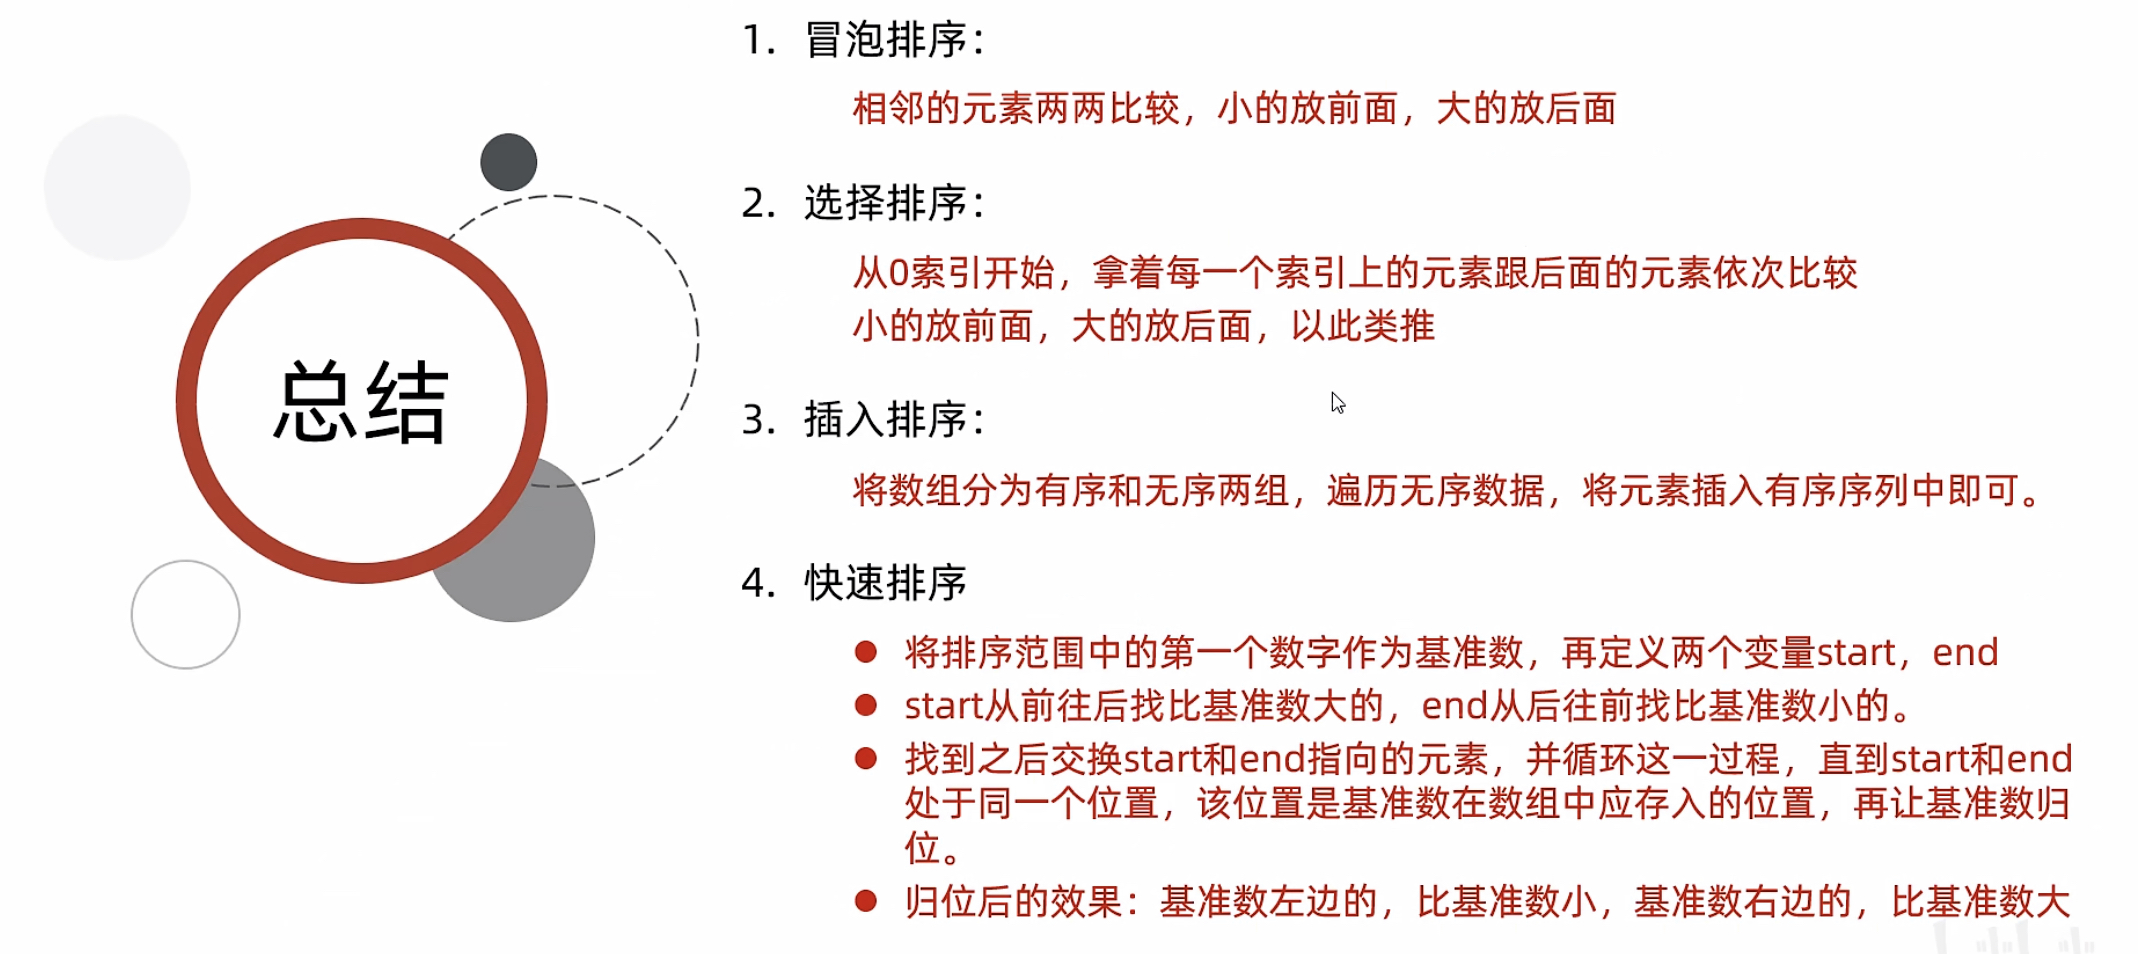 总结
1. 冒泡排序：
相邻的元素两两比较，小的放前面，大的放后面
2. 选择排序：
从0索引开始，拿着每一个索引上的元素跟后面的元素依次比较
小的放前面，大的放后面，以此类推
3. 插入排序：
将数组分为有序和无序两组，遍历无序数据，将元素插入有序序列中即可。
4. 快速排序
将排序范围中的第一个数字作为基准数，再定义两个变量start，end
start从前往后找比基准数大的，end从后往前找比基准数小的。
找到之后交换start和end指向的元素，并循环这一过程，直到start和end
处于同一个位置，该位置是基准数在数组中应存入的位置，再让基准数归
位。
归位后的效果：基准数左边的，比基准数小，基准数右边的，比基准数大